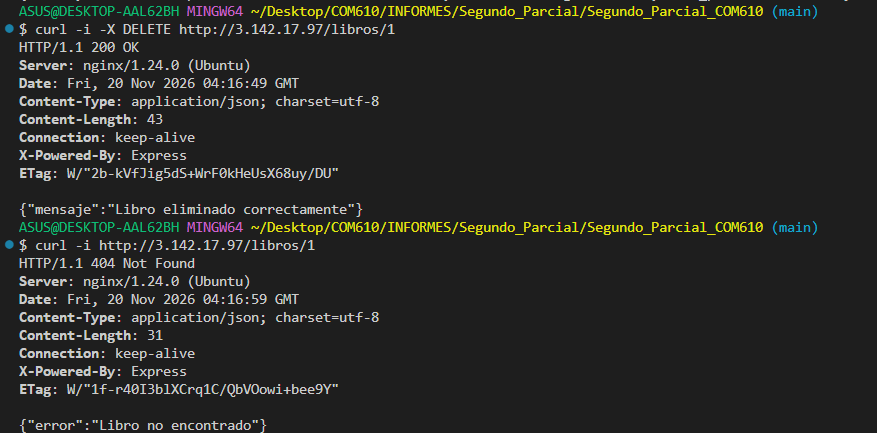 ASUS@DESKTOP-AAL62BH MINGW64 ~/Desktop/COM610/INFORMES/Segundo_Parcial/Segundo_Parcial_COM610 (main)
$ curl -i -X DELETE http://3.142.17.97/libros/1
HTTP/1.1 200 OK
Server: nginx/1.24.0 (Ubuntu)
Date: Fri, 20 Nov 2026 04:16:49 GMT
Content-Type: application/json; charset=utf-8
Content-Length: 43
Connection: keep-alive
X-Powered-By: Express
ETag: W/"2b-kVfJig5dS+WrF0kHeUsX68uy/DU"

{"mensaje":"Libro eliminado correctamente"}
ASUS@DESKTOP-AAL62BH MINGW64 ~/Desktop/COM610/INFORMES/Segundo_Parcial/Segundo_Parcial_COM610 (main)
$ curl -i http://3.142.17.97/libros/1
HTTP/1.1 404 Not Found
Server: nginx/1.24.0 (Ubuntu)
Date: Fri, 20 Nov 2026 04:16:59 GMT
Content-Type: application/json; charset=utf-8
Content-Length: 31
Connection: keep-alive
X-Powered-By: Express
ETag: W/"1f-r40I3blXCrq1C/QbVOowi+bee9Y"

{"error":"Libro no encontrado"}